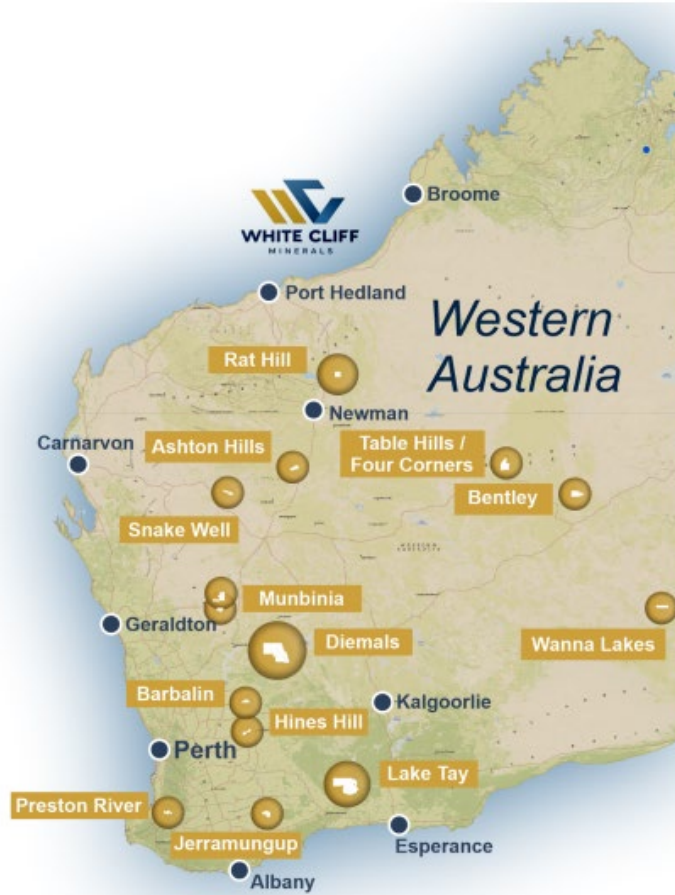 Broome
WHITE CLIFF
MINERALS
Port Hedland
Western
Australia
Rat Hill
Newman
Carnarvon
Ashton Hills
Table Hills /
Four Corners
Bentley
Snake Well
Munbinia
Geraldton
Diemals
Wanna Lakes
Barbalin
Kalgoorlie
Hines Hill
Perth
Lake Tay
Preston River
Jerramungup
Esperance
Albany